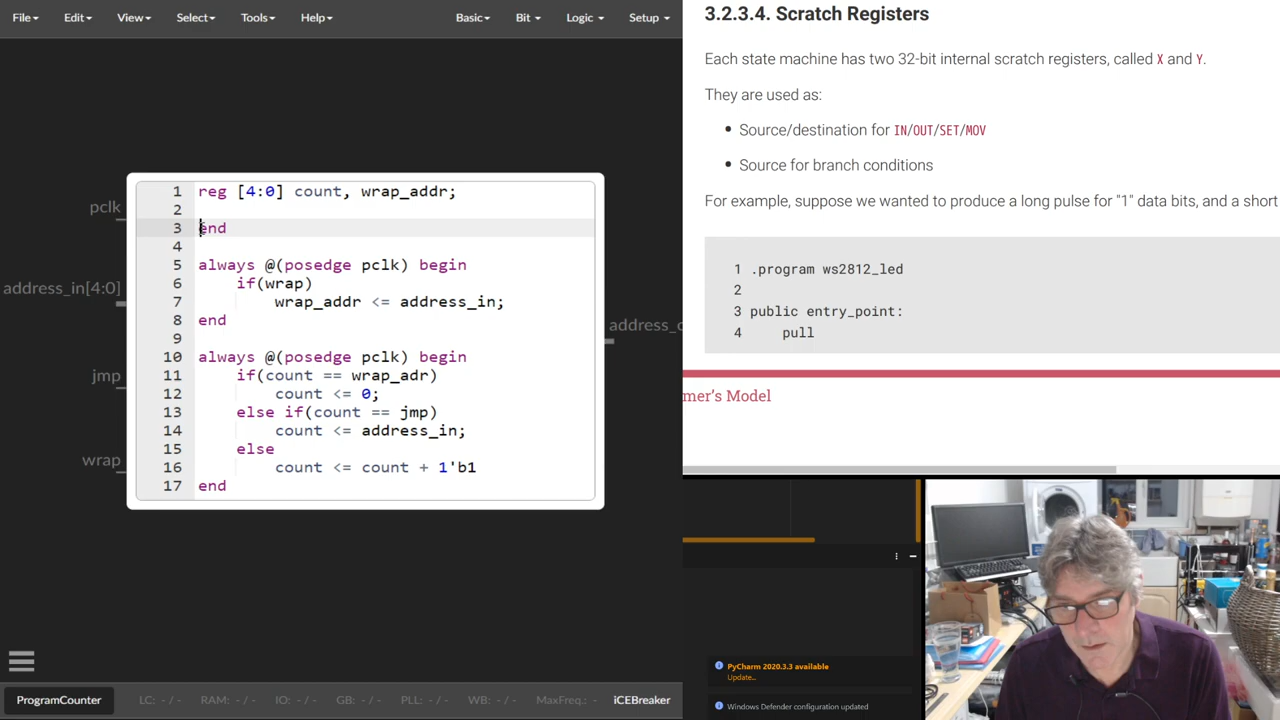 File Edit View Select Tools Help Basic Bit Logic Setup
pclk
address_in[4:0]
jmp
wrap
1 reg [4:0] count, wrap_addr;
2
3 end
4
5 always @(posedge pclk) begin
6 if(wrap)
7 wrap_addr <= address_in;
8 end
9
10 always @(posedge pclk) begin
11 if(count == wrap_adr)
12 count <= 0;
13 else if(count == jmp)
14 count <= address_in;
15 else
16 count <= count + 1'b1
17 end
ProgramCounter LC: - / - RAM: - / - IO: - / - GB: - / - PLL: - / - WB: - / - MaxFreq.: - iCEBreaker
3.2.3.4. Scratch Registers
Each state machine has two 32-bit internal scratch registers, called X and Y.
They are used as:
• Source/destination for IN/OUT/SET/MOV
• Source for branch conditions
For example, suppose we wanted to produce a long pulse for "1" data bits, and a short
1 .program ws2812_led
2
3 public entry_point:
4 pull
mer's Model
PyCharm 2020.3.3 available
Update...
Windows Defender configuration updated